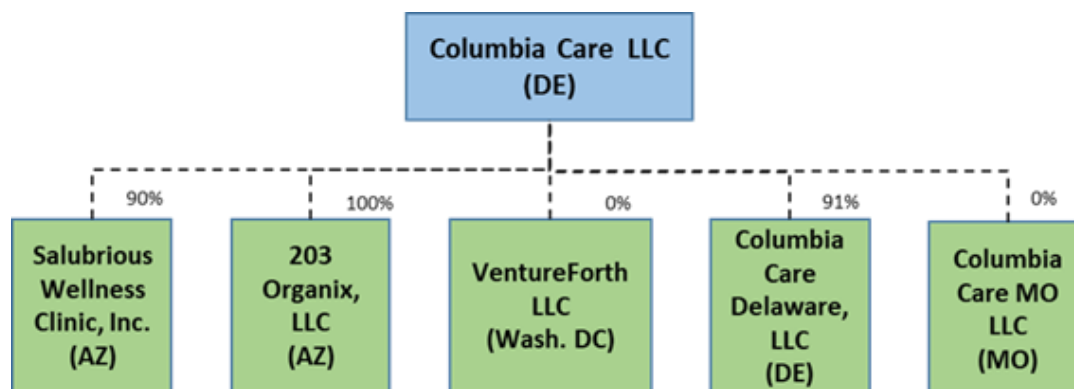 Columbia Care LLC
(DE)
90%
100%
0%
91%
0%
Salubrious
Wellness
Clinic, Inc.
(AZ)
203
Organix,
LLC
(AZ)
VentureForth
LLC
(Wash. DC)
Columbia
Care
Delaware,
LLC
(DE)
Columbia
Care MO
LLC
(MO)